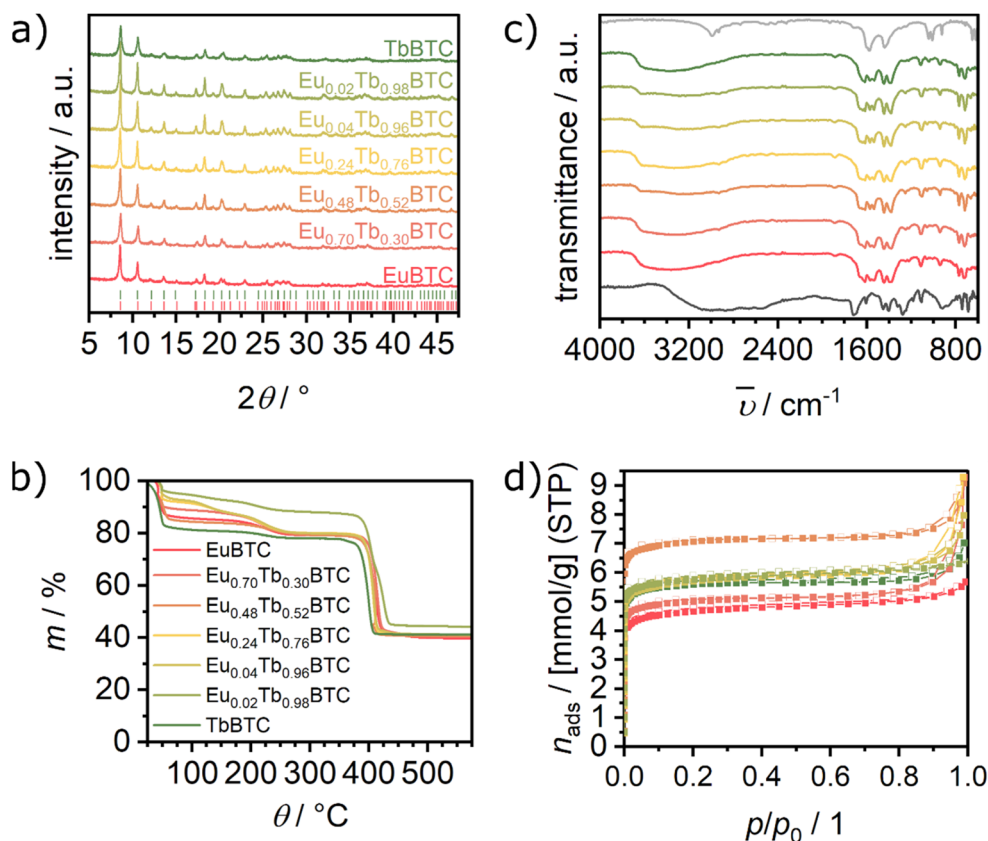 a)
intensity / a.u.
TbBTC
Eu0.02Tb0.98BTC
Eu0.04Tb0.96BTC
Eu0.24Tb0.76BTC
Eu0.48Tb0.52BTC
Eu0.70Tb0.30BTC
EuBTC
5 10 15 20 25 30 35 40 45
2θ / °
c)
transmittance / a.u.
4000 3200 2400 1600 800
ῡ / cm-1
b)
m / %
100
80
60
40
20
0
EuBTC
Eu0.70Tb0.30BTC
Eu0.48Tb0.52BTC
Eu0.24Tb0.76BTC
Eu0.04Tb0.96BTC
Eu0.02Tb0.98BTC
TbBTC
100 200 300 400 500
θ / °C
d)
nads / [mmol/g] (STP)
9
8
7
6
5
4
3
2
1
0
0.0 0.2 0.4 0.6 0.8 1.0
p/p0 / 1